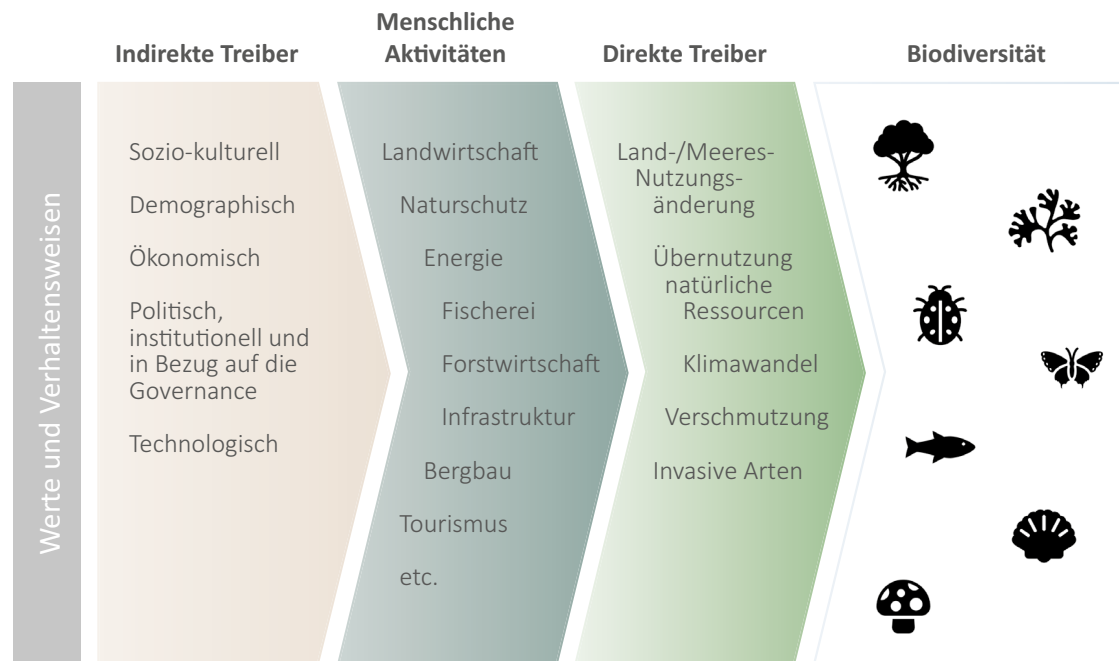 Indirekte Treiber
Menschliche
Aktivitäten
Direkte Treiber
Biodiversität
Werte und Verhaltensweisen
Sozio-kulturell
Demographisch
Ökonomisch
Politisch,
institutionell und
in Bezug auf die
Governance
Technologisch
Landwirtschaft
Naturschutz
Energie
Fischerei
Forstwirtschaft
Infrastruktur
Bergbau
Tourismus
etc.
Land-/Meeres-
Nutzungs-
änderung
Übernutzung
natürliche
Ressourcen
Klimawandel
Verschmutzung
Invasive Arten